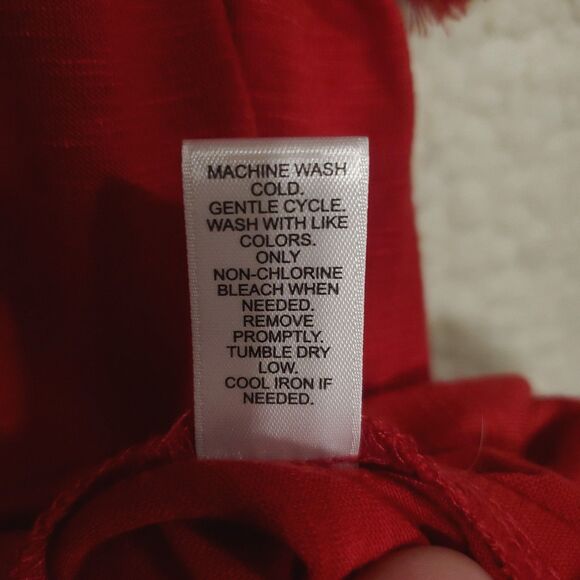 MACHINE WASH
COLD.
GENTLE CYCLE.
WASH WITH LIKE
COLORS.
ONLY
NON-CHLORINE
BLEACH WHEN
NEEDED.
REMOVE
PROMPTLY.
TUMBLE DRY
LOW.
COOL IRON IF
NEEDED.